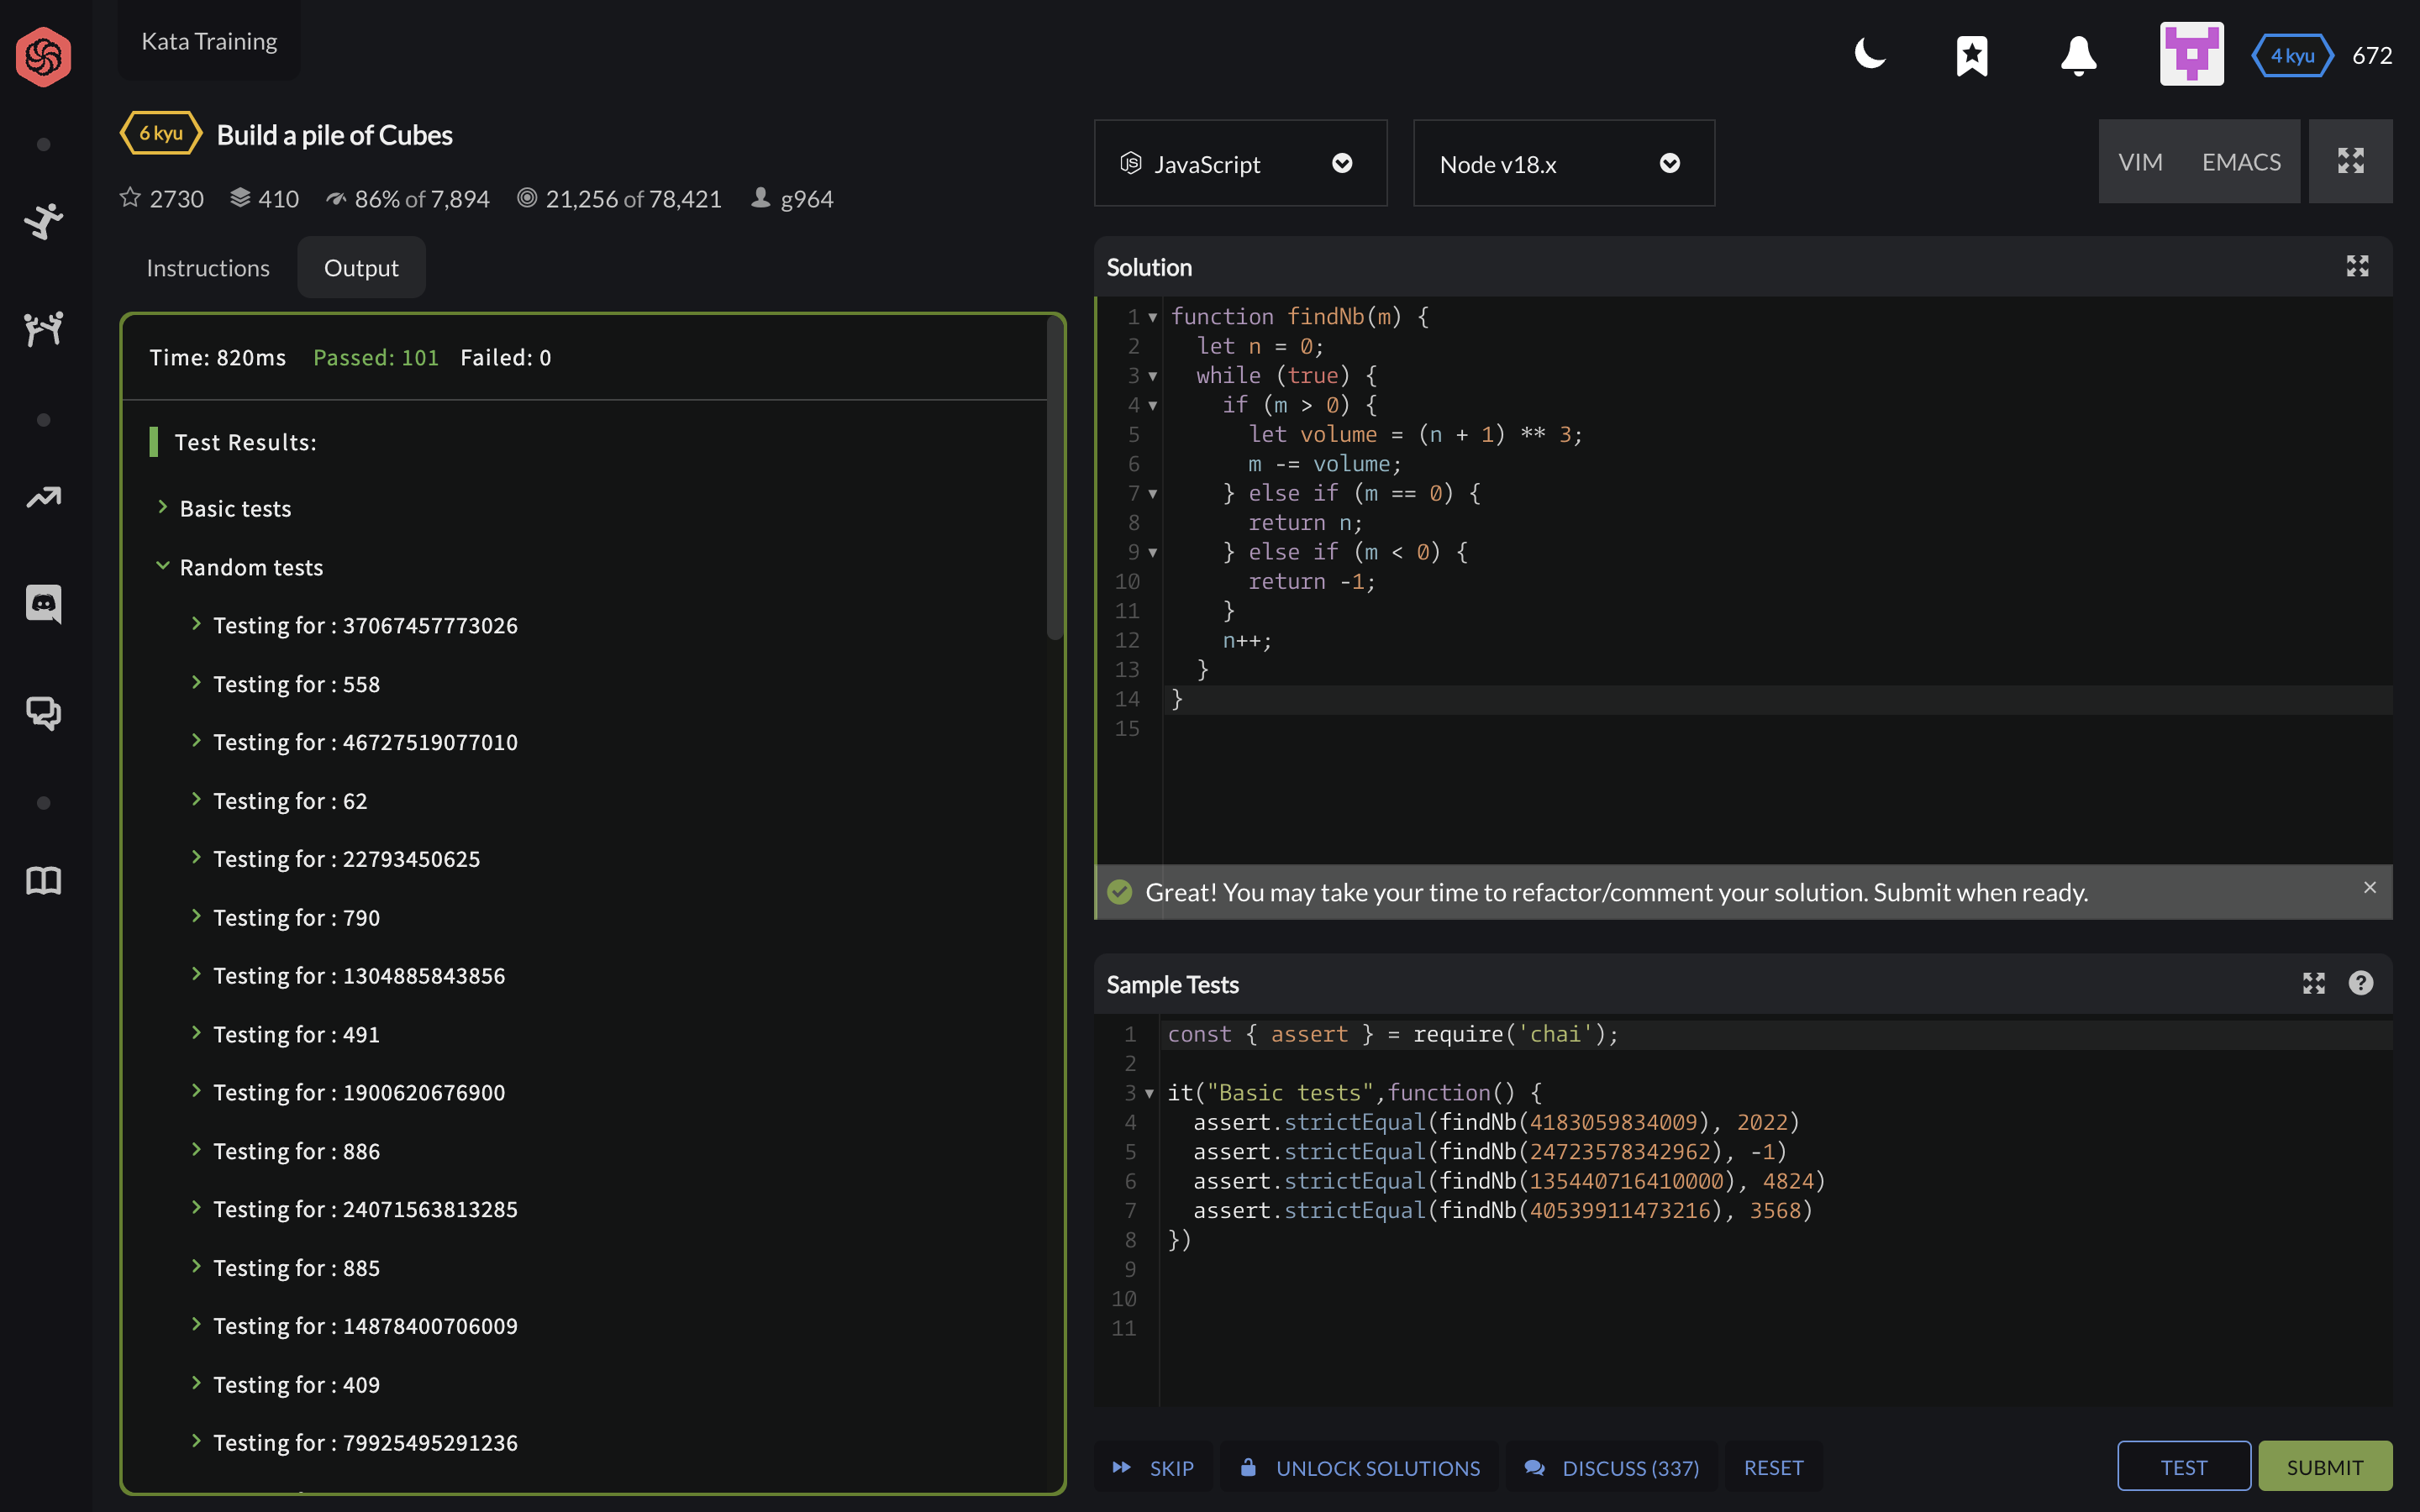 Kata Training
4 kyu 672
6 kyu Build a pile of Cubes
2730 410 86% of 7,894 21,256 of 78,421 g964
Instructions Output
Time: 820ms Passed: 101 Failed: 0
Test Results:
Basic tests
Random tests
Testing for : 37067457773026
Testing for : 558
Testing for : 46727519077010
Testing for : 62
Testing for : 22793450625
Testing for : 790
Testing for : 1304885843856
Testing for : 491
Testing for : 1900620676900
Testing for : 886
Testing for : 24071563813285
Testing for : 885
Testing for : 14878400706009
Testing for : 409
Testing for : 79925495291236
JavaScript Node v18.x VIM EMACS
Solution
1 function findNb(m) {
2 let n = 0;
3 while (true) {
4 if (m > 0) {
5 let volume = (n + 1) ** 3;
6 m -= volume;
7 } else if (m == 0) {
8 return n;
9 } else if (m < 0) {
10 return -1;
11 }
12 n++;
13 }
14 }
15
Great! You may take your time to refactor/comment your solution. Submit when ready.
Sample Tests
1 const { assert } = require('chai');
2
3 it("Basic tests",function() {
4 assert.strictEqual(findNb(4183059834009), 2022)
5 assert.strictEqual(findNb(24723578342962), -1)
6 assert.strictEqual(findNb(135440716410000), 4824)
7 assert.strictEqual(findNb(40539911473216), 3568)
8 })
9
10
11
SKIP UNLOCK SOLUTIONS DISCUSS (337) RESET TEST SUBMIT